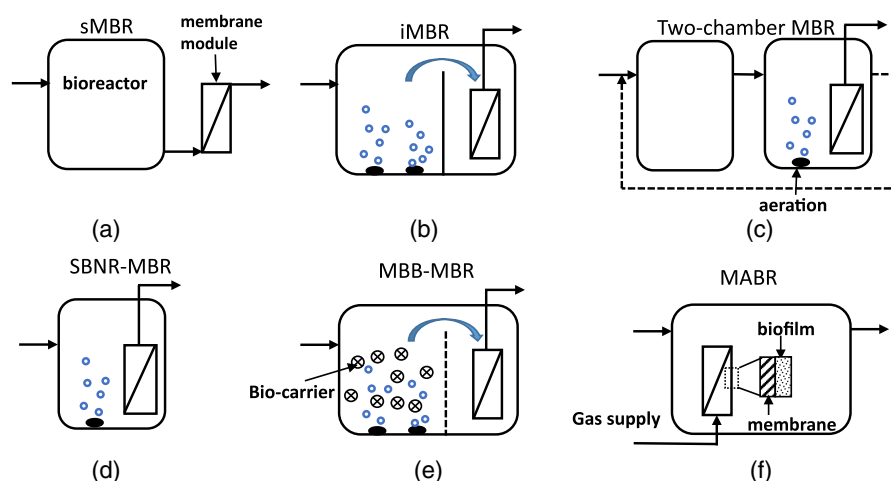 sMBR
membrane
module
bioreactor
(a)
iMBR
(b)
Two-chamber MBR
aeration
(c)
SBNR-MBR
(d)
MBB-MBR
Bio-carrier
(e)
MABR
biofilm
membrane
Gas supply
(f)